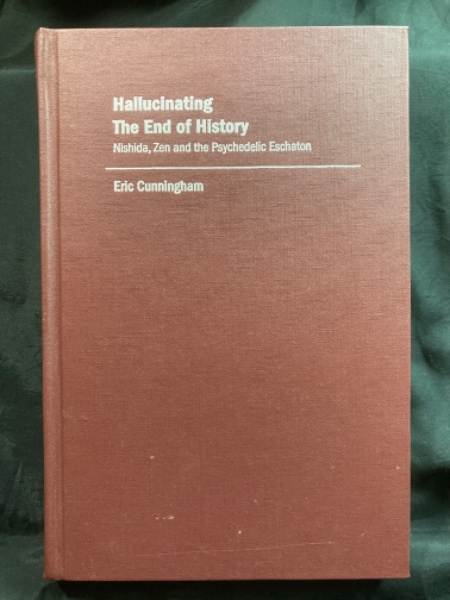 Hallucinating
The End of History
Nishida, Zen and the Psychedelic Eschaton
Eric Cunningham